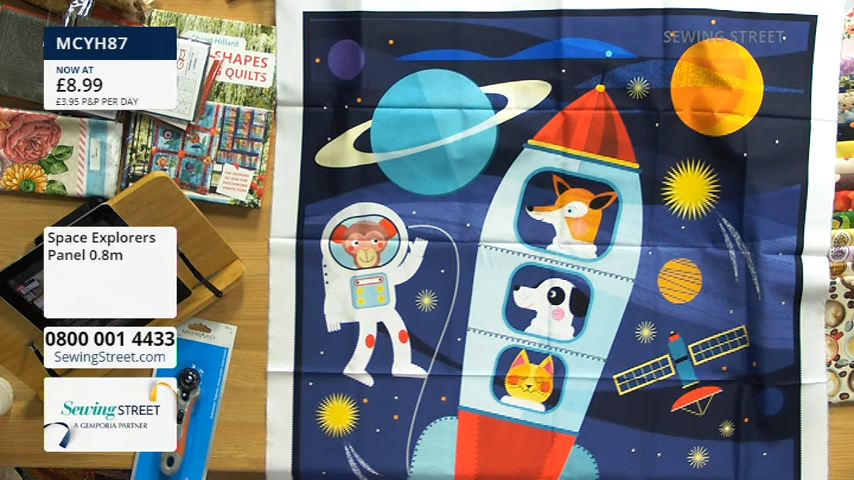 MCYH87
NOW AT
£8.99
£3.95 P&P PER DAY
Space Explorers
Panel 0.8m
0800 001 4433
SewingStreet.com
Sewing STREET
A GEMPORIA PARTNER
SEWING STREET
Hillard
SHAPES
QUILTS